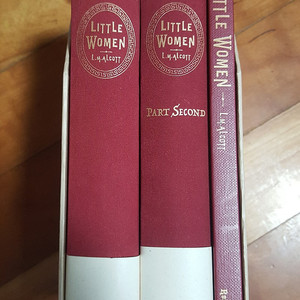 LITTLE
WOMEN
L.M. ALCOTT
LITTLE
WOMEN
L.M. ALCOTT
PART SECOND
LITTLE WOMEN — L.M. ALCOTT